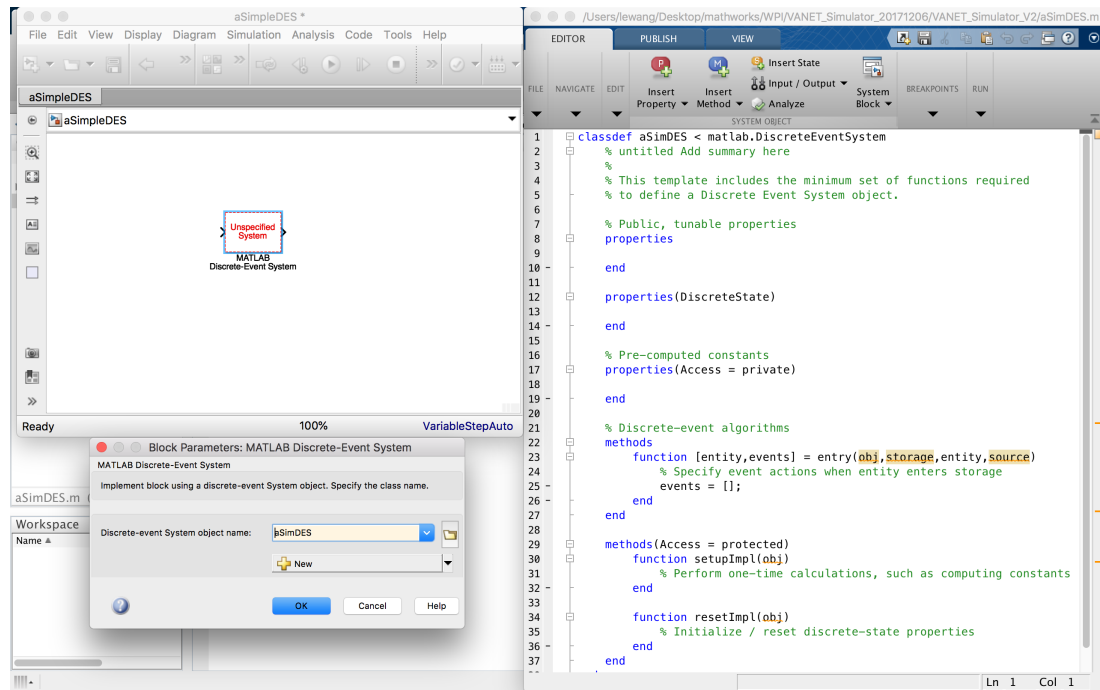 aSimpleDES *
File Edit View Display Diagram Simulation Analysis Code Tools Help
aSimpleDES
aSimpleDES
Unspecified
System
MATLAB
Discrete-Event System
Ready 100% VariableStepAuto
Block Parameters: MATLAB Discrete-Event System
MATLAB Discrete-Event System
Implement block using a discrete-event System object. Specify the class name.
Discrete-event System object name: aSimDES
New
OK Cancel Help
aSimDES.m
Workspace
Name
/Users/lewang/Desktop/mathworks/WPI/VANET_Simulator_20171206/VANET_Simulator_V2/aSimDES.m
EDITOR PUBLISH VIEW
FILE NAVIGATE EDIT
Insert
Property
Insert
Method
Insert State
Input / Output
Analyze
System
Block
BREAKPOINTS RUN
SYSTEM OBJECT
1 classdef aSimDES < matlab.DiscreteEventSystem
2 % untitled Add summary here
3 %
4 % This template includes the minimum set of functions required
5 % to define a Discrete Event System object.
6
7 % Public, tunable properties
8 properties
9
10 - end
11
12 properties(DiscreteState)
13
14 - end
15
16 % Pre-computed constants
17 properties(Access = private)
18
19 - end
20
21 % Discrete-event algorithms
22 methods
23 function [entity,events] = entry(obj,storage,entity,source)
24 % Specify event actions when entity enters storage
25 - events = [];
26 - end
27 end
28
29 methods(Access = protected)
30 function setupImpl(obj)
31 % Perform one-time calculations, such as computing constants
32 - end
33
34 function resetImpl(obj)
35 % Initialize / reset discrete-state properties
36 - end
37 end
Ln 1 Col 1